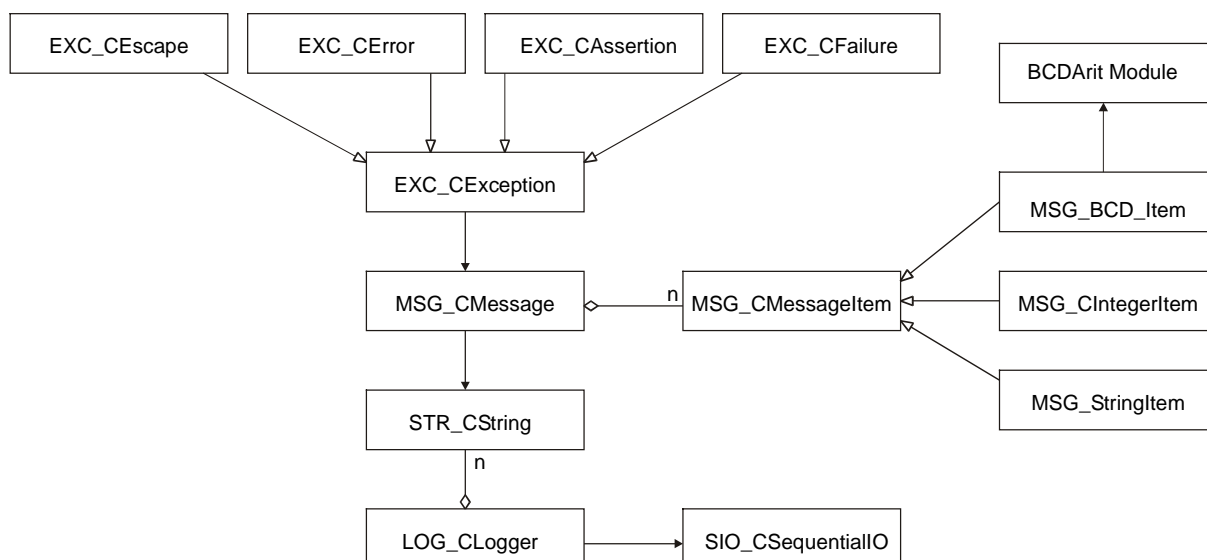 EXC_CEscape
EXC_CError
EXC_CAssertion
EXC_CFailure
BCDArit Module
EXC_CException
MSG_BCD_Item
MSG_CMessage
n
MSG_CMessageItem
MSG_CIntegerItem
MSG_StringItem
STR_CString
n
LOG_CLogger
SIO_CSequentialIO